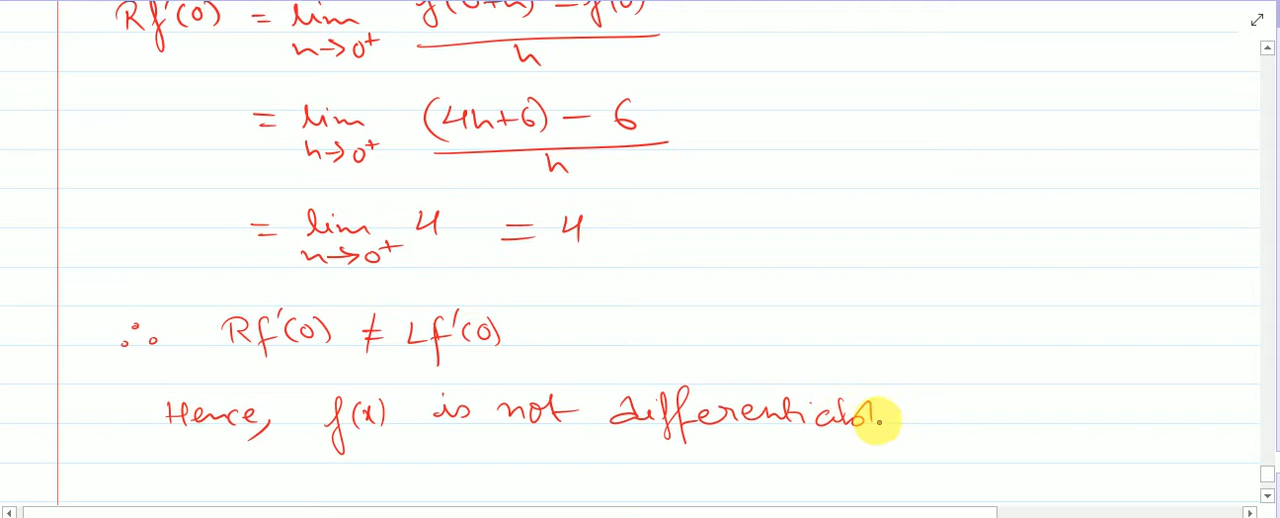 Rf'(0) = lim f(0+h) - f(0)
h→0+ h
= lim (4h+6) - 6
h→0+ h
= lim 4 = 4
h→0+
∴ Rf'(0) ≠ Lf'(0)
Hence, f(x) is not